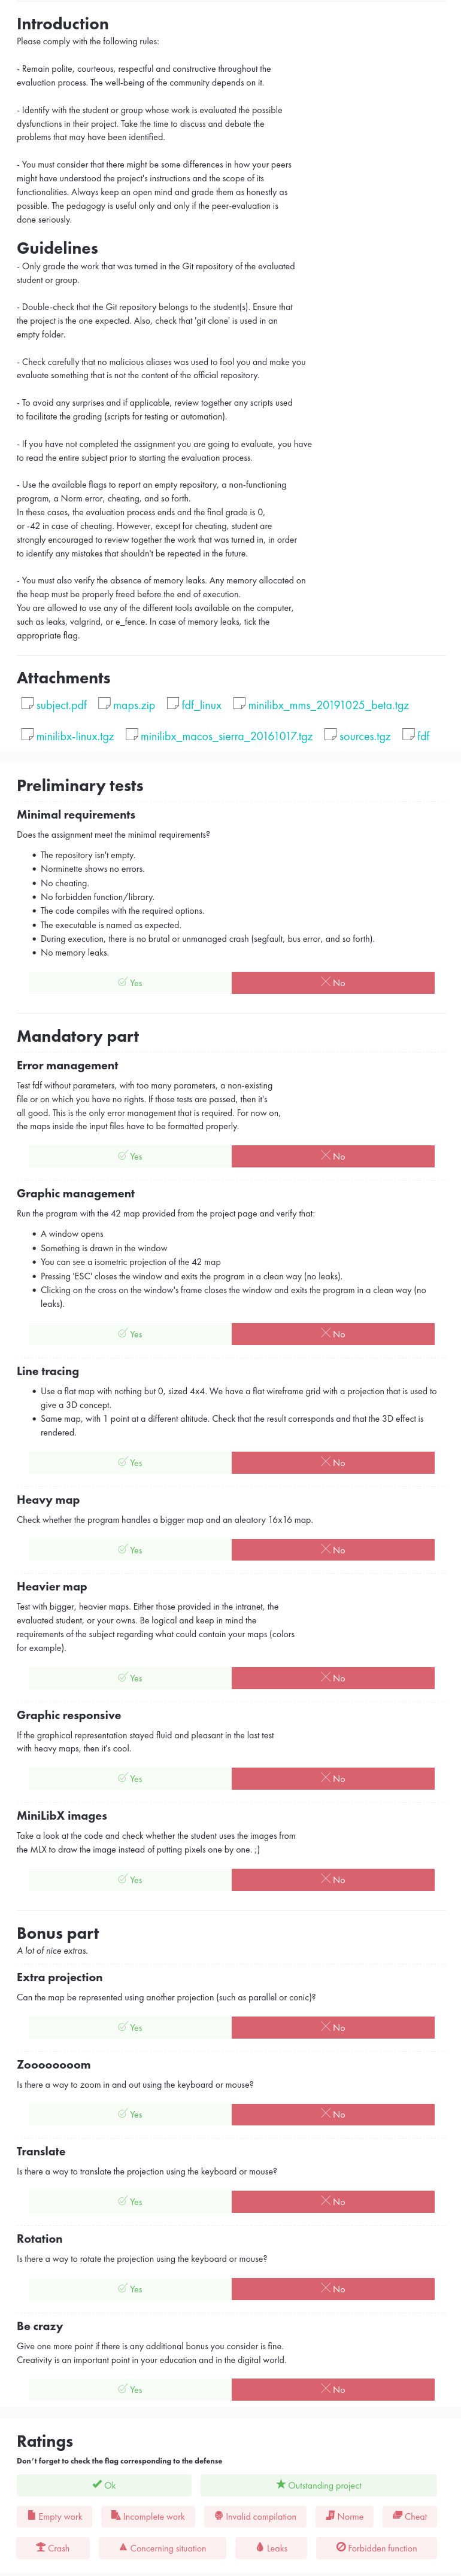 Introduction
Please comply with the following rules:
- Remain polite, courteous, respectful and constructive throughout the
evaluation process. The well-being of the community depends on it.
- Identify with the student or group whose work is evaluated the possible
dysfunctions in their project. Take the time to discuss and debate the
problems that may have been identified.
- You must consider that there might be some differences in how your peers
might have understood the project's instructions and the scope of its
functionalities. Always keep an open mind and grade them as honestly as
possible. The pedagogy is useful only and only if the peer-evaluation is
done seriously.
Guidelines
- Only grade the work that was turned in the Git repository of the evaluated
student or group.
- Double-check that the Git repository belongs to the student(s). Ensure that
the project is the one expected. Also, check that 'git clone' is used in an
empty folder.
- Check carefully that no malicious aliases was used to fool you and make you
evaluate something that is not the content of the official repository.
- To avoid any surprises and if applicable, review together any scripts used
to facilitate the grading (scripts for testing or automation).
- If you have not completed the assignment you are going to evaluate, you have
to read the entire subject prior to starting the evaluation process.
- Use the available flags to report an empty repository, a non-functioning
program, a Norm error, cheating, and so forth.
In these cases, the evaluation process ends and the final grade is 0,
or -42 in case of cheating. However, except for cheating, student are
strongly encouraged to review together the work that was turned in, in order
to identify any mistakes that shouldn't be repeated in the future.
- You must also verify the absence of memory leaks. Any memory allocated on
the heap must be properly freed before the end of execution.
You are allowed to use any of the different tools available on the computer,
such as leaks, valgrind, or e_fence. In case of memory leaks, tick the
appropriate flag.
Attachments
subject.pdf maps.zip fdf_linux minilibx_mms_20191025_beta.tgz
minilibx-linux.tgz minilibx_macos_sierra_20161017.tgz sources.tgz fdf
Preliminary tests
Minimal requirements
Does the assignment meet the minimal requirements?
• The repository isn't empty.
• Norminette shows no errors.
• No cheating.
• No forbidden function/library.
• The code compiles with the required options.
• The executable is named as expected.
• During execution, there is no brutal or unmanaged crash (segfault, bus error, and so forth).
• No memory leaks.
Yes No
Mandatory part
Error management
Test fdf without parameters, with too many parameters, a non-existing
file or on which you have no rights. If those tests are passed, then it's
all good. This is the only error management that is required. For now on,
the maps inside the input files have to be formatted properly.
Yes No
Graphic management
Run the program with the 42 map provided from the project page and verify that:
• A window opens
• Something is drawn in the window
• You can see a isometric projection of the 42 map
• Pressing 'ESC' closes the window and exits the program in a clean way (no leaks).
• Clicking on the cross on the window's frame closes the window and exits the program in a clean way (no
leaks).
Yes No
Line tracing
• Use a flat map with nothing but 0, sized 4x4. We have a flat wireframe grid with a projection that is used to
give a 3D concept.
• Same map, with 1 point at a different altitude. Check that the result corresponds and that the 3D effect is
rendered.
Yes No
Heavy map
Check whether the program handles a bigger map and an aleatory 16x16 map.
Yes No
Heavier map
Test with bigger, heavier maps. Either those provided in the intranet, the
evaluated student, or your owns. Be logical and keep in mind the
requirements of the subject regarding what could contain your maps (colors
for example).
Yes No
Graphic responsive
If the graphical representation stayed fluid and pleasant in the last test
with heavy maps, then it's cool.
Yes No
MiniLibX images
Take a look at the code and check whether the student uses the images from
the MLX to draw the image instead of putting pixels one by one. ;)
Yes No
Bonus part
A lot of nice extras.
Extra projection
Can the map be represented using another projection (such as parallel or conic)?
Yes No
Zoooooooom
Is there a way to zoom in and out using the keyboard or mouse?
Yes No
Translate
Is there a way to translate the projection using the keyboard or mouse?
Yes No
Rotation
Is there a way to rotate the projection using the keyboard or mouse?
Yes No
Be crazy
Give one more point if there is any additional bonus you consider is fine.
Creativity is an important point in your education and in the digital world.
Yes No
Ratings
Don't forget to check the flag corresponding to the defense
Ok Outstanding project
Empty work Incomplete work Invalid compilation Norme Cheat
Crash Concerning situation Leaks Forbidden function